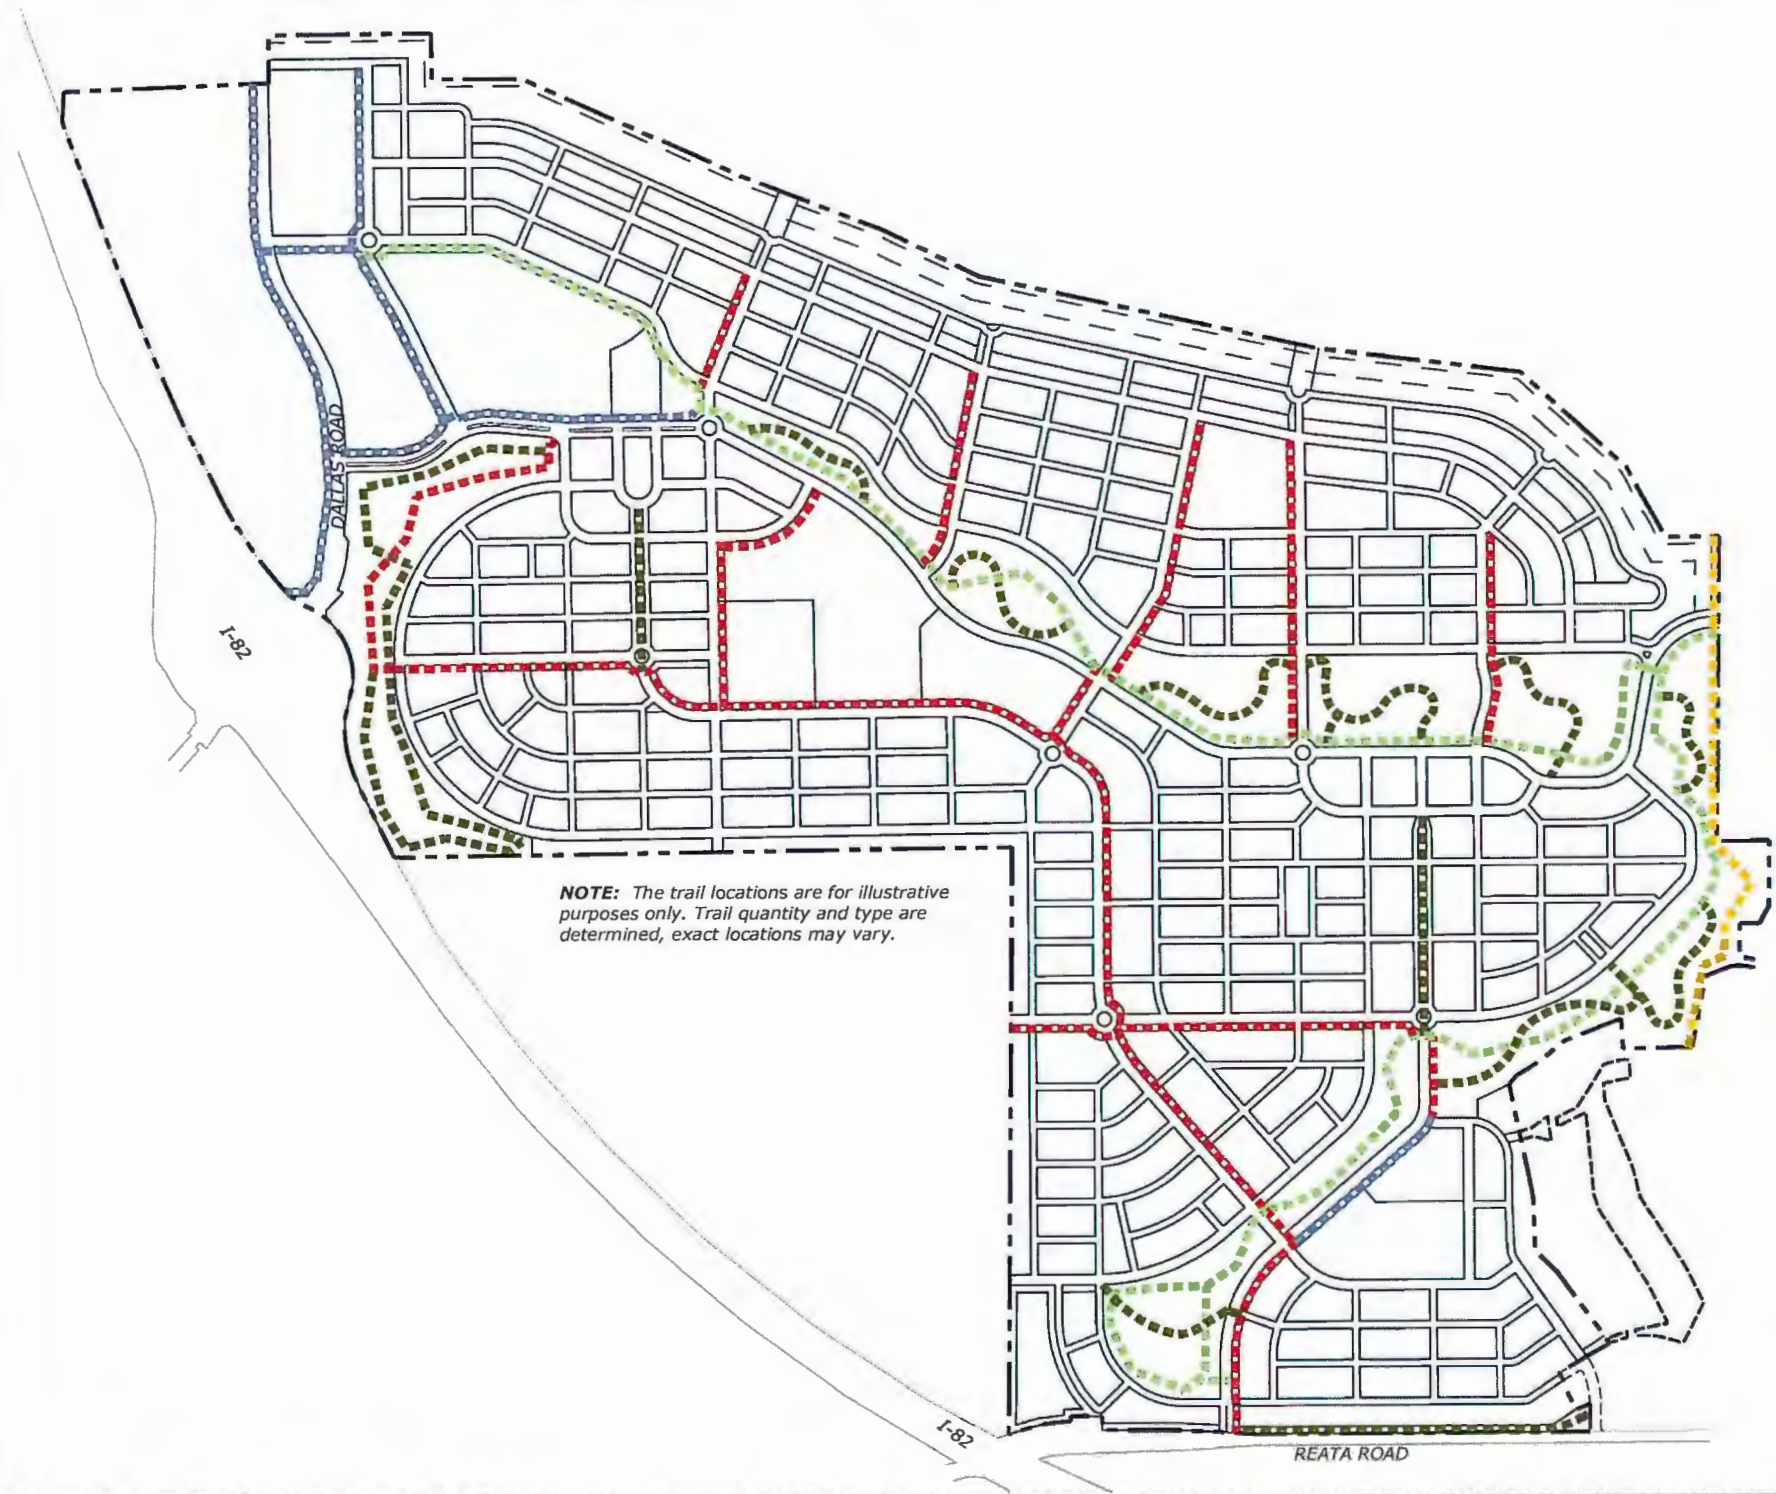 DALLAS ROAD
I-82
NOTE: The trail locations are for illustrative
purposes only. Trail quantity and type are
determined, exact locations may vary.
I-82
REATA ROAD